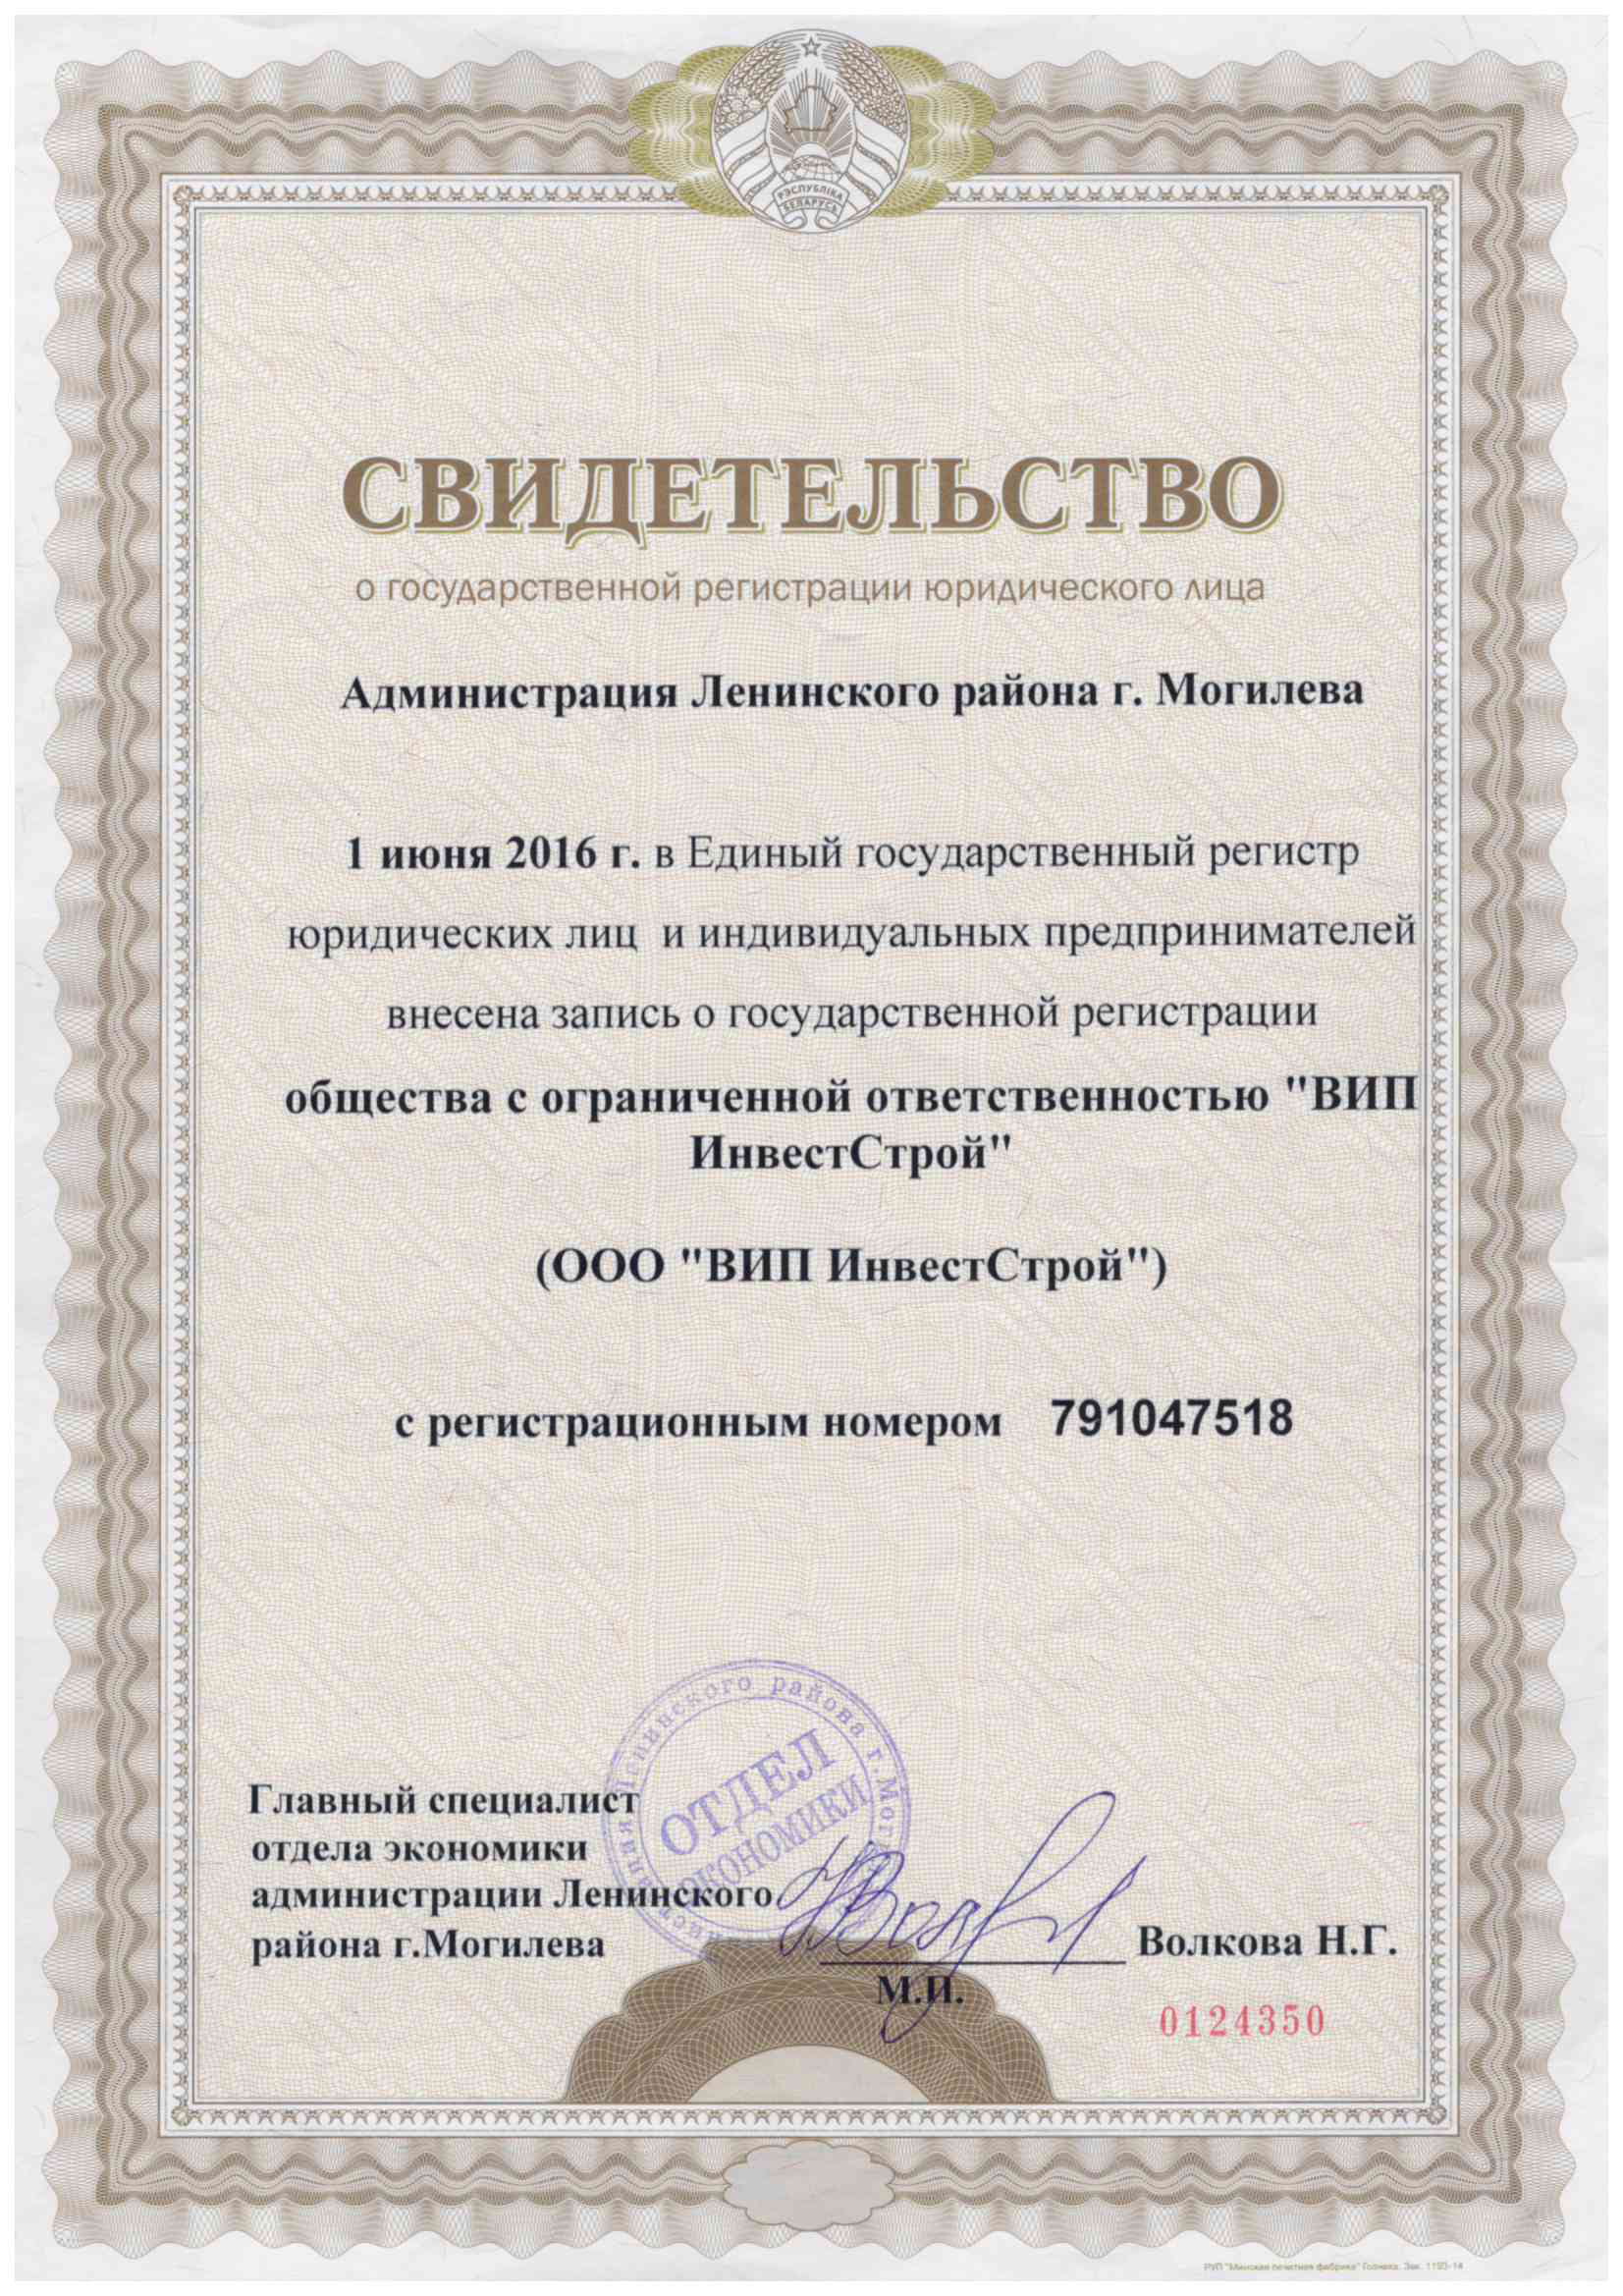 РЭСПУБЛІКА
БЕЛАРУСЬ
СВИДЕТЕЛЬСТВО
о государственной регистрации юридического лица
Администрация Ленинского района г. Могилева
1 июня 2016 г. в Единый государственный регистр
юридических лиц и индивидуальных предпринимателей
внесена запись о государственной регистрации
общества с ограниченной ответственностью "ВИП
ИнвестСтрой"
(ООО "ВИП ИнвестСтрой")
с регистрационным номером 791047518
Ленинского района г.
ОТДЕЛ
ЭКОНОМИКИ
Главный специалист
отдела экономики
администрации Ленинского
района г.Могилева
Волкова Н.Г.
М.П.
0124350
РУП "Минская печатная фабрика" Гознака. Зак. 1193-14